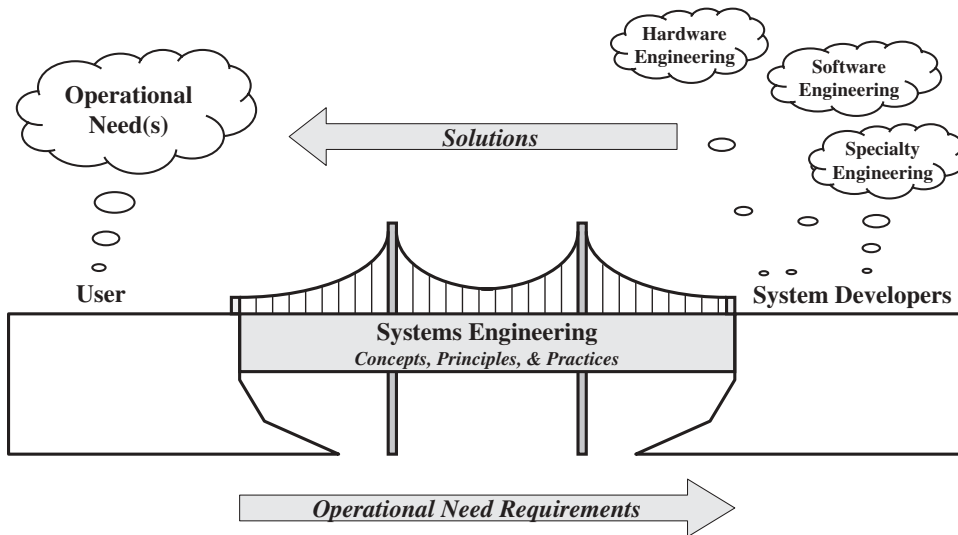 Hardware
Engineering
Software
Engineering
Operational
Need(s)
Solutions
Specialty
Engineering
User
System Developers
Systems Engineering
Concepts, Principles, & Practices
Operational Need Requirements